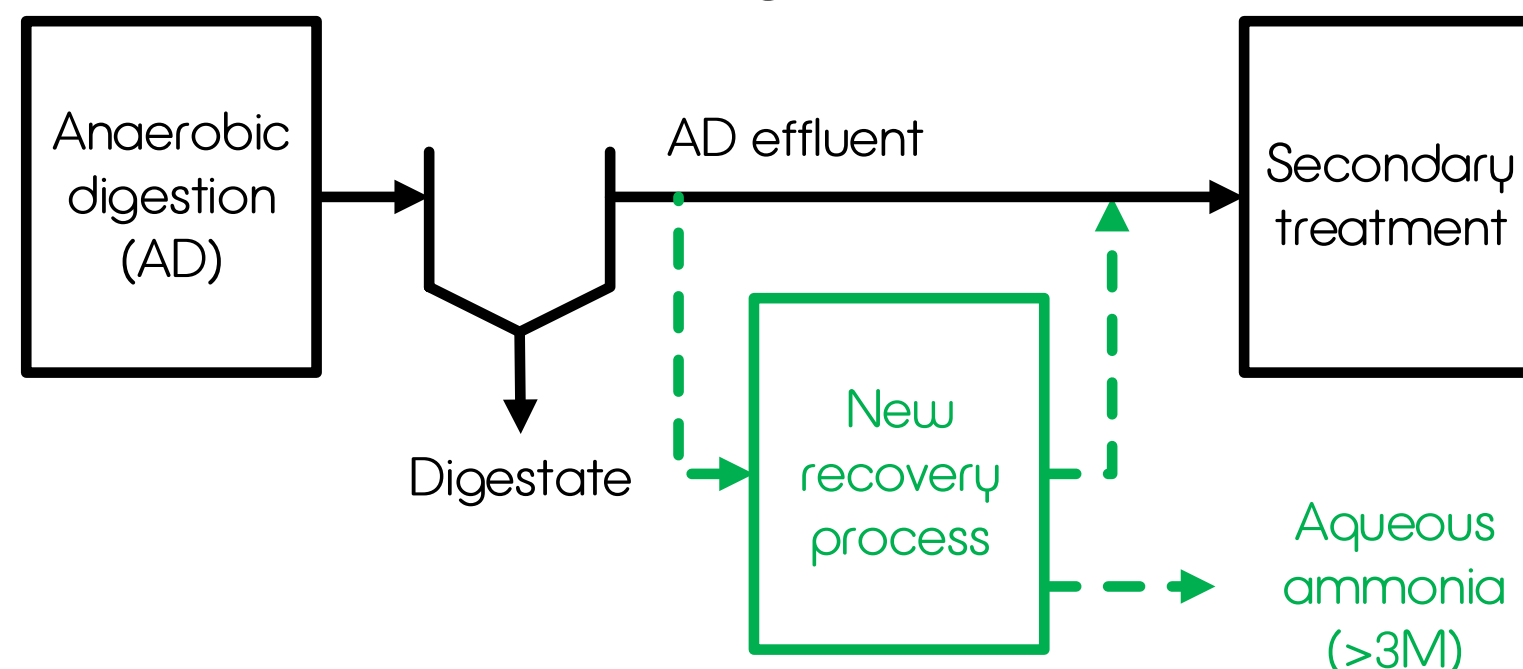 Anaerobic
digestion
(AD)
AD effluent
Secondary
treatment
Digestate
New
recovery
process
Aqueous
ammonia
(>3M)